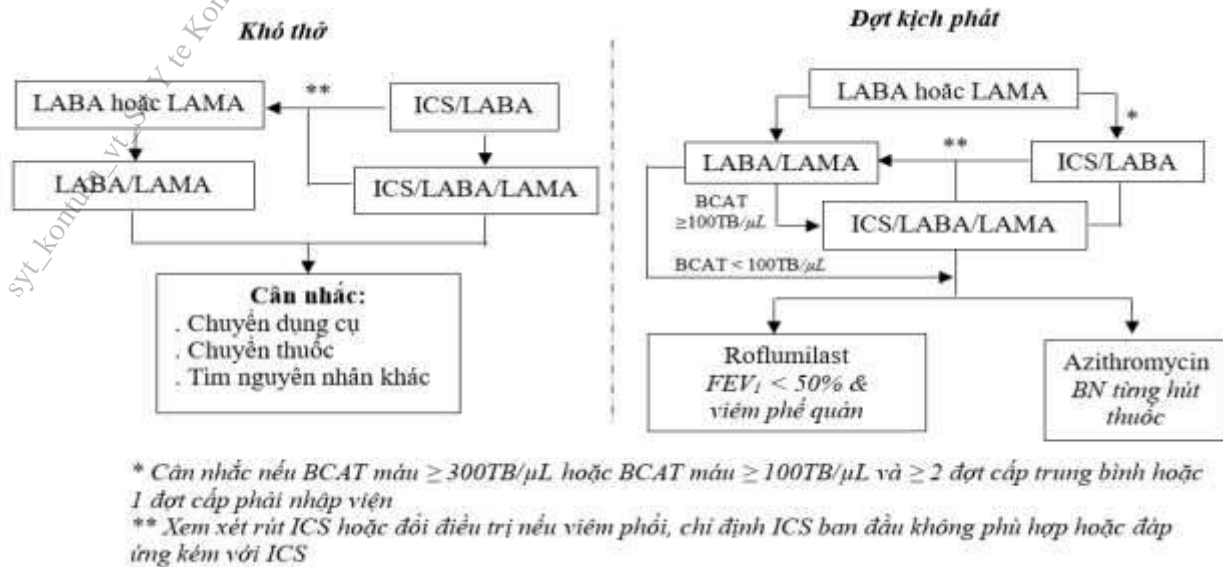 Khó thở
LABA hoặc LAMA
**
ICS/LABA
LABA/LAMA
ICS/LABA/LAMA
Cân nhắc:
. Chuyển dụng cụ
. Chuyển thuốc
. Tìm nguyên nhân khác
Đợt kịch phát
LABA hoặc LAMA
*
LABA/LAMA
**
ICS/LABA
BCAT
≥100TB/µL
ICS/LABA/LAMA
BCAT < 100TB/µL
Roflumilast
FEV₁ < 50% &
viêm phế quản
Azithromycin
BN từng hút
thuốc
* Cân nhắc nếu BCAT máu ≥ 300TB/µL hoặc BCAT máu ≥ 100TB/µL và ≥ 2 đợt cấp trung bình hoặc
1 đợt cấp phải nhập viện
** Xem xét rút ICS hoặc đổi điều trị nếu viêm phổi, chỉ định ICS ban đầu không phù hợp hoặc đáp
ứng kém với ICS